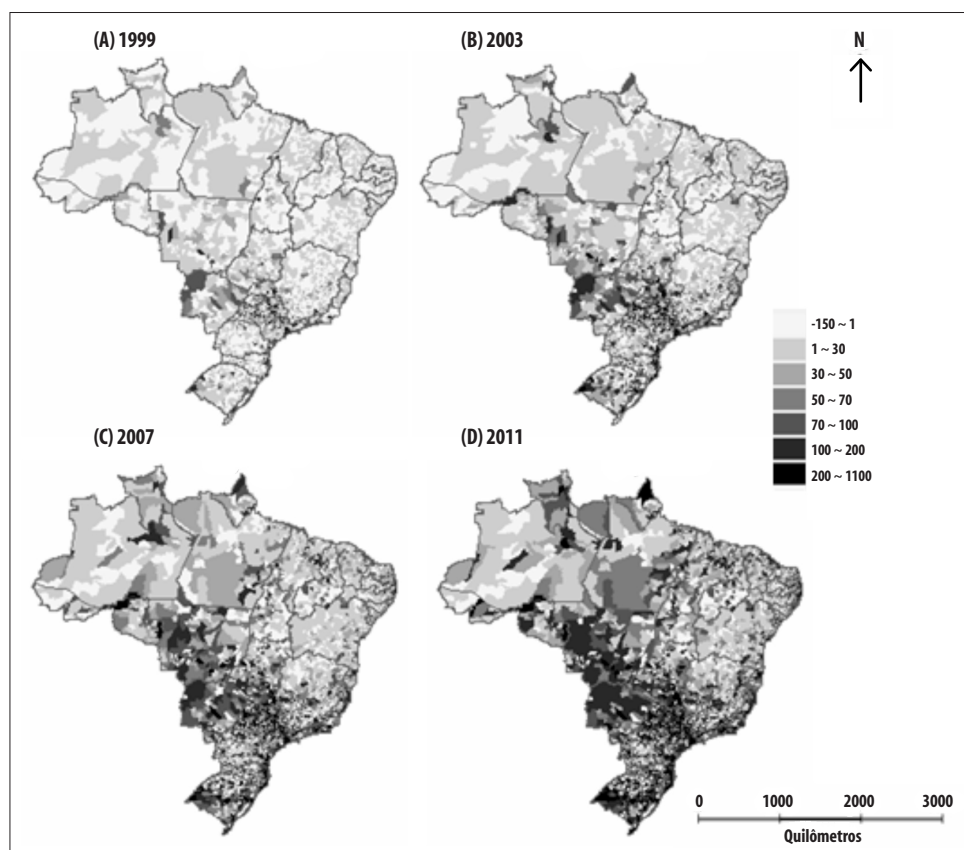 (A) 1999
(B) 2003
N
-150 ~ 1
1 ~ 30
30 ~ 50
50 ~ 70
70 ~ 100
100 ~ 200
200 ~ 1100
(C) 2007
(D) 2011
0 1000 2000 3000
Quilômetros